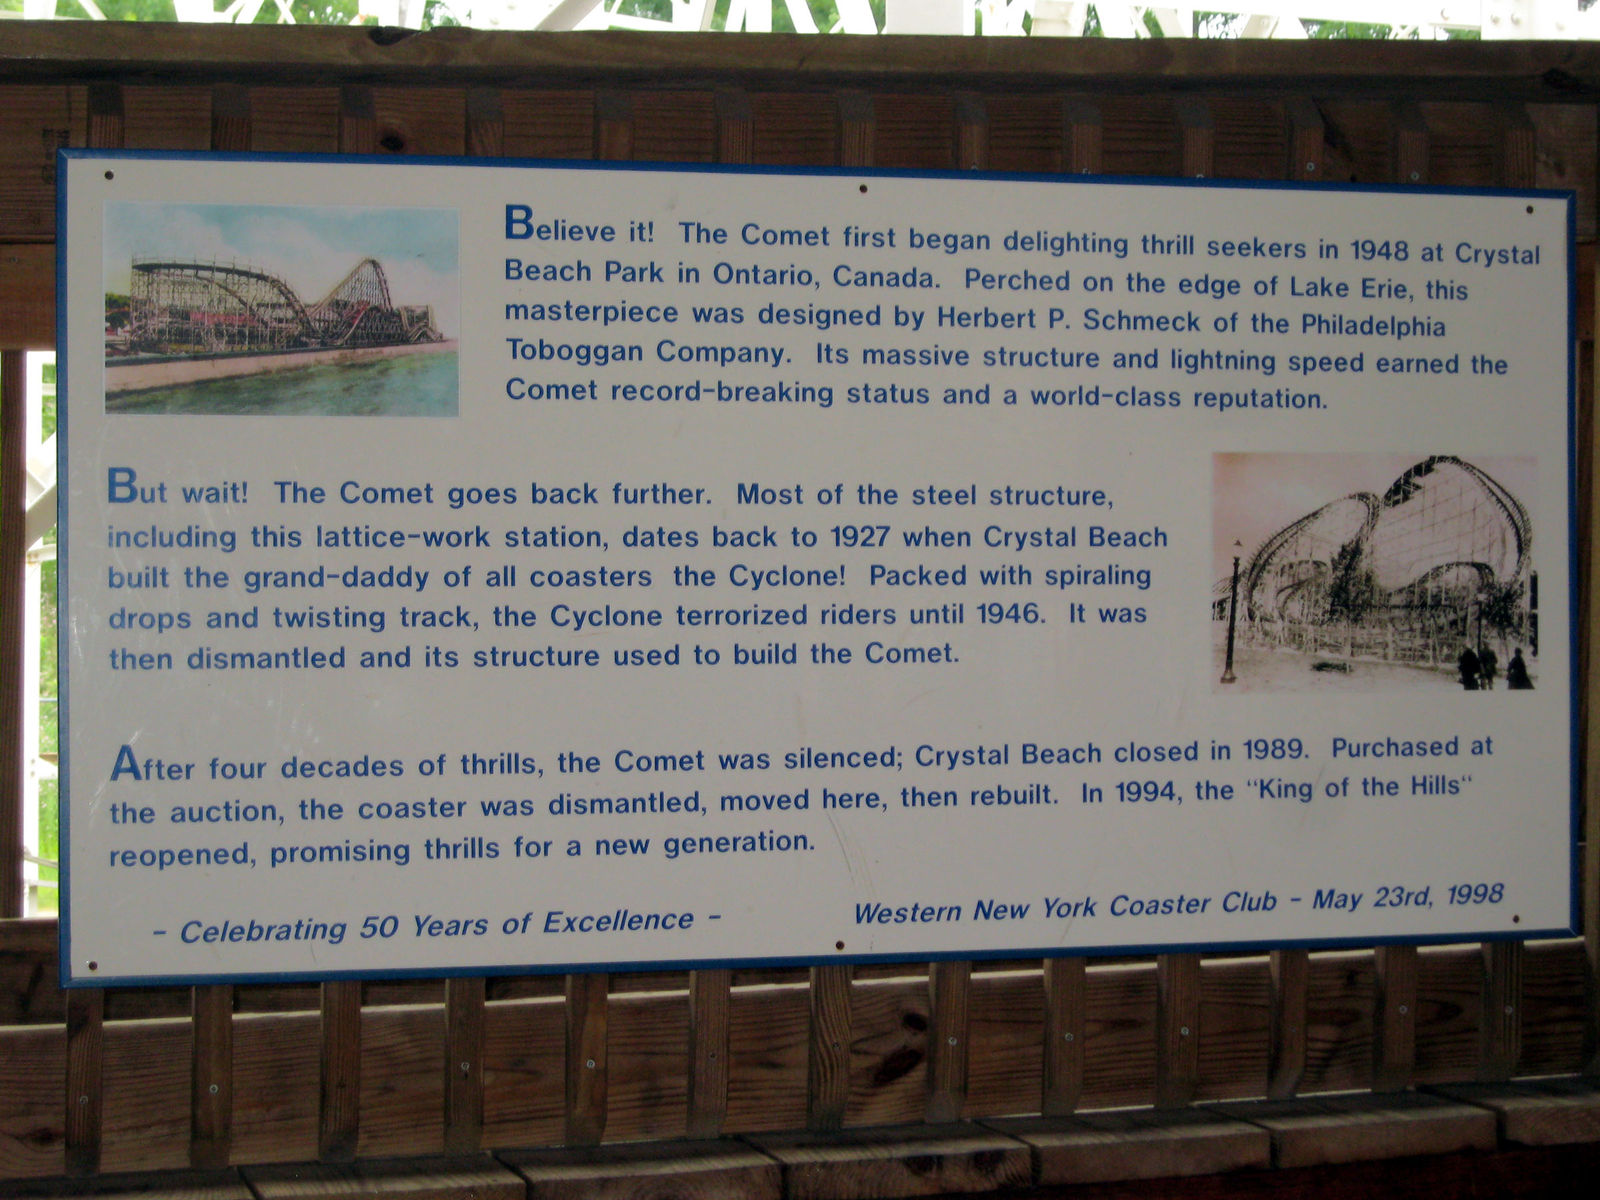 Believe it! The Comet first began delighting thrill seekers in 1948 at Crystal
Beach Park in Ontario, Canada. Perched on the edge of Lake Erie, this
masterpiece was designed by Herbert P. Schmeck of the Philadelphia
Toboggan Company. Its massive structure and lightning speed earned the
Comet record-breaking status and a world-class reputation.
But wait! The Comet goes back further. Most of the steel structure,
including this lattice-work station, dates back to 1927 when Crystal Beach
built the grand-daddy of all coasters the Cyclone! Packed with spiraling
drops and twisting track, the Cyclone terrorized riders until 1946. It was
then dismantled and its structure used to build the Comet.
After four decades of thrills, the Comet was silenced; Crystal Beach closed in 1989. Purchased at
the auction, the coaster was dismantled, moved here, then rebuilt. In 1994, the “King of the Hills“
reopened, promising thrills for a new generation.
- Celebrating 50 Years of Excellence -
Western New York Coaster Club - May 23rd, 1998